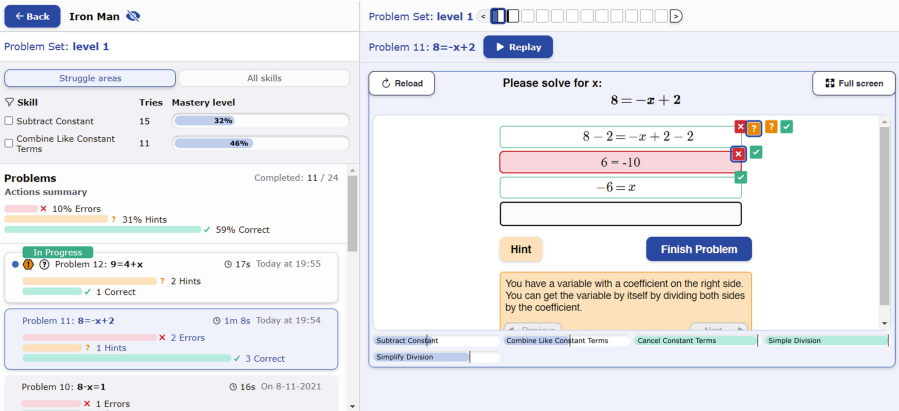 ← Back Iron Man
Problem Set: level 1
Struggle areas All skills
Skill Tries Mastery level
Subtract Constant 15 32%
Combine Like Constant Terms 11 46%
Problems Completed: 11 / 24
Actions summary
10% Errors
? 31% Hints
59% Correct
In Progress
! ? Problem 12: 9=4+x 17s Today at 19:55
? 2 Hints
1 Correct
Problem 11: 8=-x+2 1m 8s Today at 19:54
2 Errors
? 1 Hints
3 Correct
Problem 10: 8-x=1 16s On 8-11-2021
1 Errors
Problem Set: level 1 < >
Problem 11: 8=-x+2 Replay
Reload Please solve for x: Full screen
8 = −x + 2
? ?
8 − 2 = −x + 2 − 2
6 = -10
−6 = x
Hint Finish Problem
You have a variable with a coefficient on the right side.
You can get the variable by itself by dividing both sides
by the coefficient.
Previous Next
Subtract Constant Combine Like Constant Terms Cancel Constant Terms Simple Division
Simplify Division